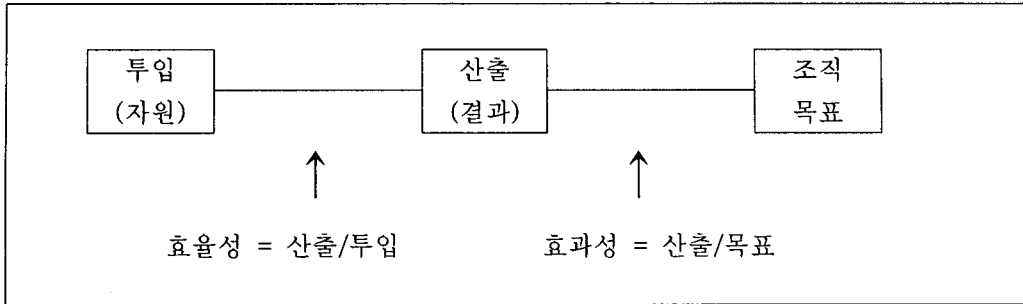 투입
(자원)
산출
(결과)
조직
목표
효율성 = 산출/투입
효과성 = 산출/목표